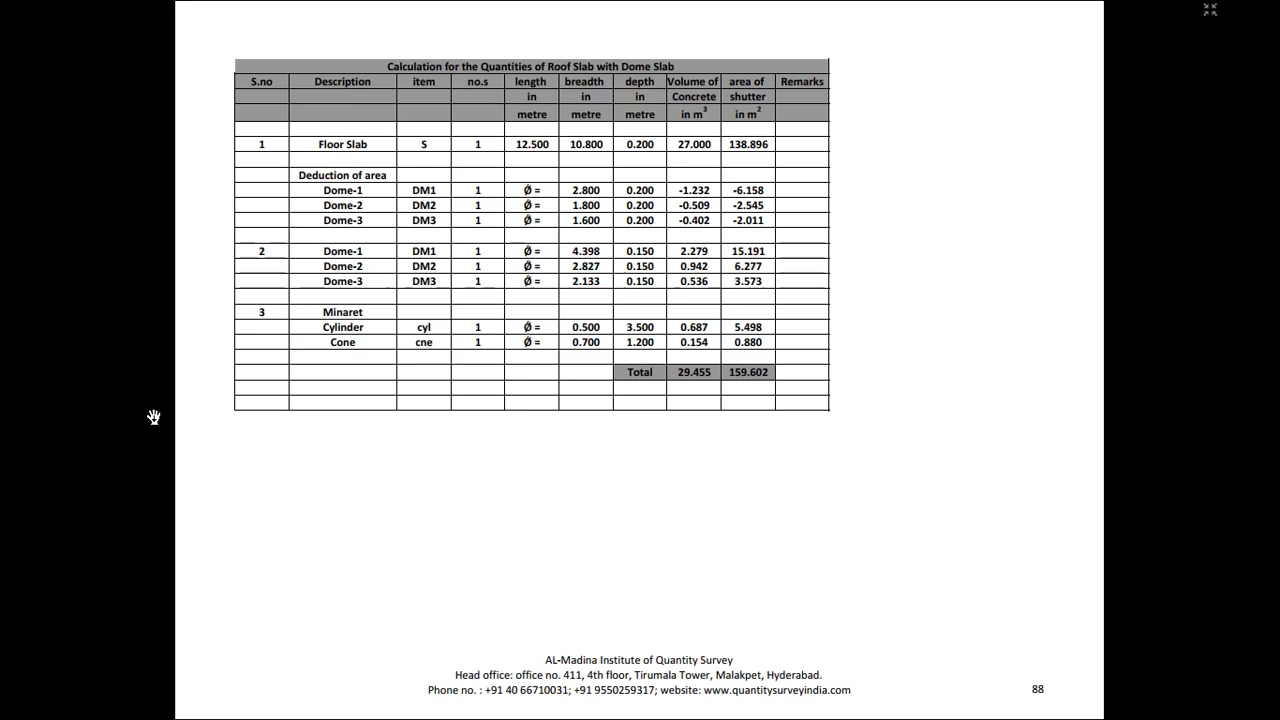 Calculation for the Quantities of Roof Slab with Dome Slab
S.no Description item no.s length breadth depth Volume of area of Remarks
in in in Concrete shutter
metre metre metre in m3 in m2
1 Floor Slab S 1 12.500 10.800 0.200 27.000 138.896
Deduction of area
Dome-1 DM1 1 Ǿ = 2.800 0.200 -1.232 -6.158
Dome-2 DM2 1 Ǿ = 1.800 0.200 -0.509 -2.545
Dome-3 DM3 1 Ǿ = 1.600 0.200 -0.402 -2.011
2 Dome-1 DM1 1 Ǿ = 4.398 0.150 2.279 15.191
Dome-2 DM2 1 Ǿ = 2.827 0.150 0.942 6.277
Dome-3 DM3 1 Ǿ = 2.133 0.150 0.536 3.573
3 Minaret
Cylinder cyl 1 Ǿ = 0.500 3.500 0.687 5.498
Cone cne 1 Ǿ = 0.700 1.200 0.154 0.880
Total 29.455 159.602
AL-Madina Institute of Quantity Survey
Head office: office no. 411, 4th floor, Tirumala Tower, Malakpet, Hyderabad.
Phone no. : +91 40 66710031; +91 9550259317; website: www.quantitysurveyindia.com
88